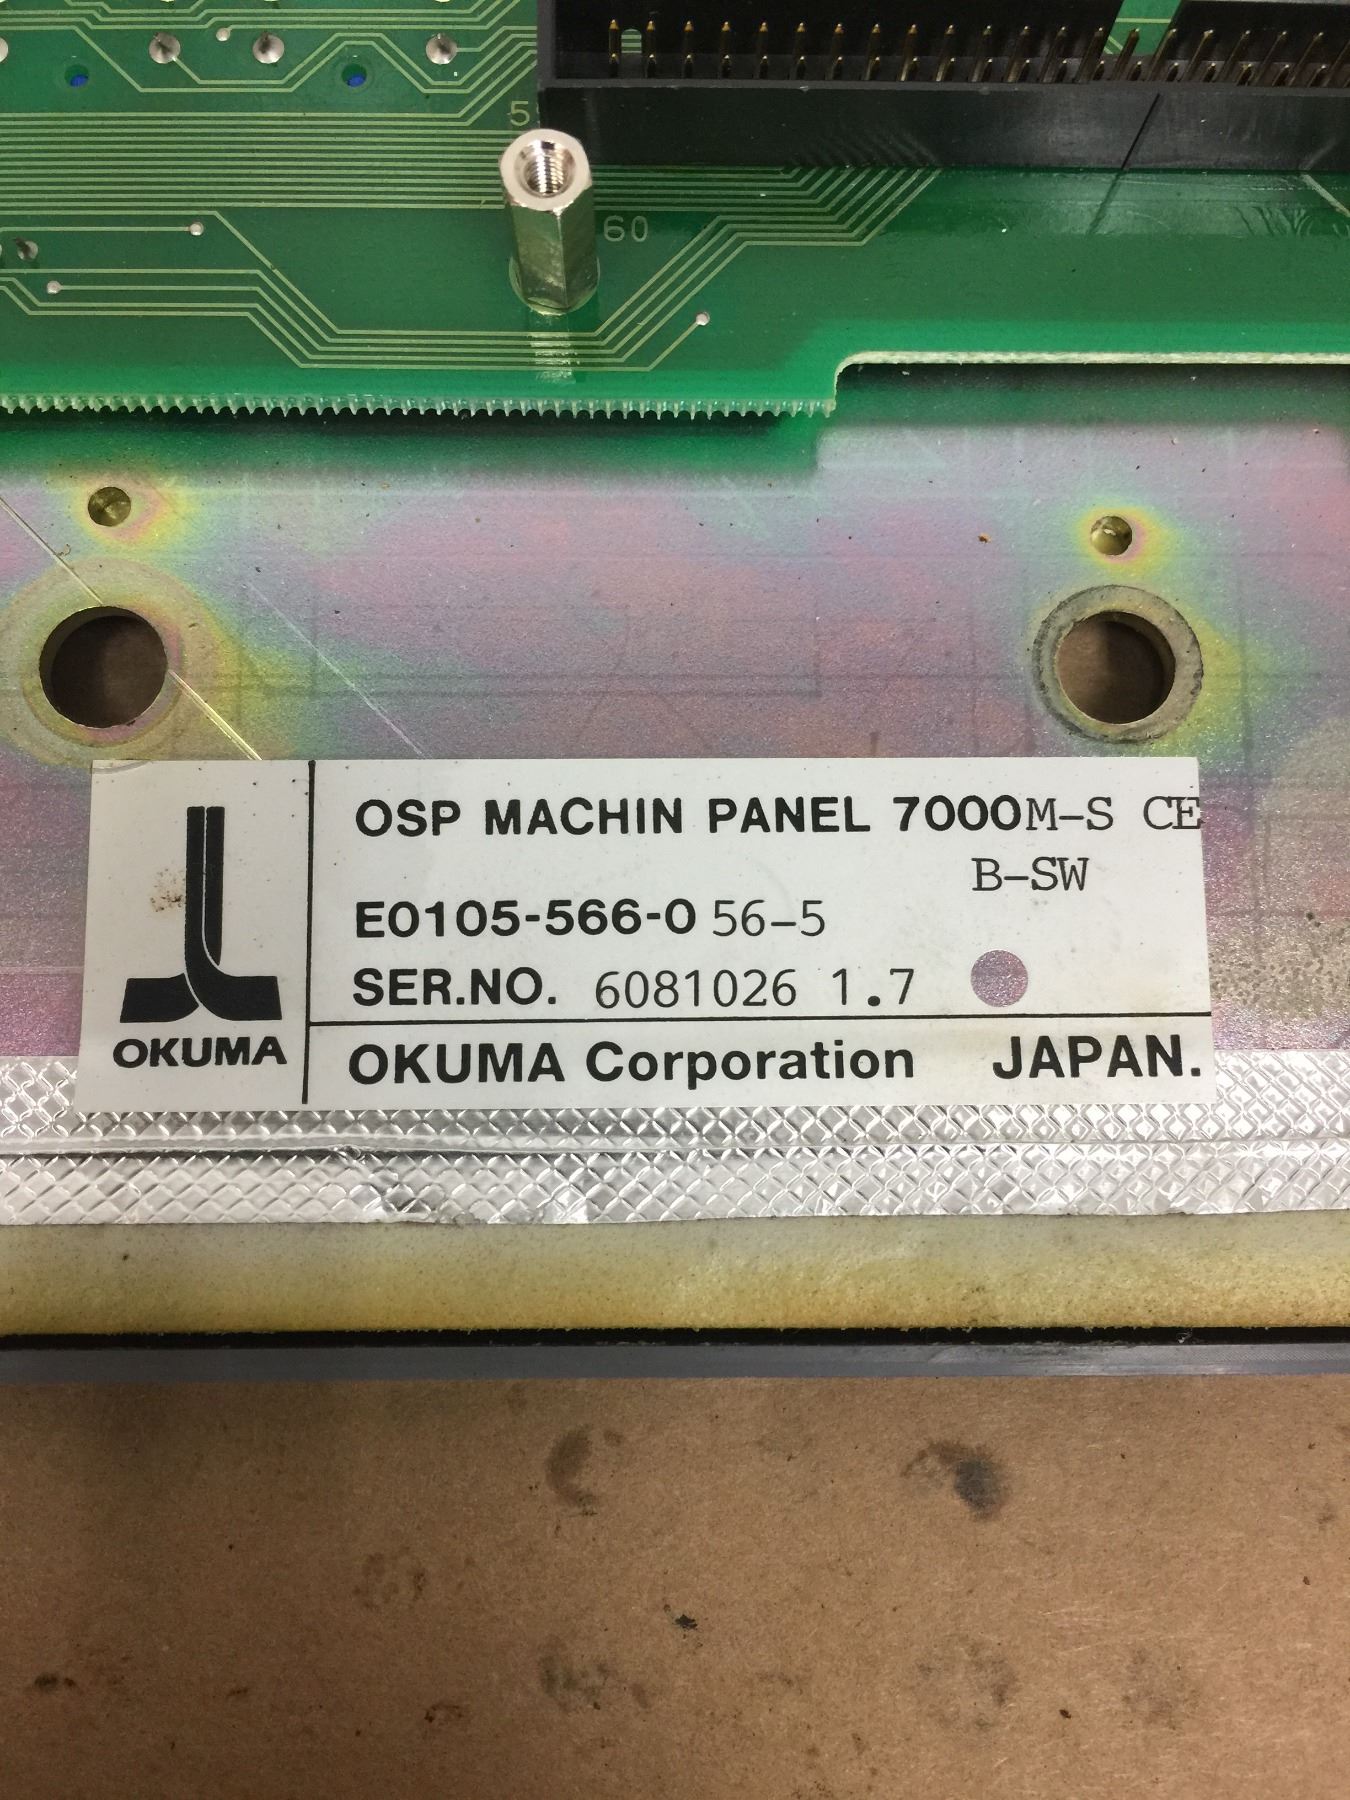 5
60
OSP MACHIN PANEL 7000M-S CE
B-SW
E0105-566-0 56-5
SER.NO. 6081026 1.7
OKUMA
OKUMA Corporation JAPAN.